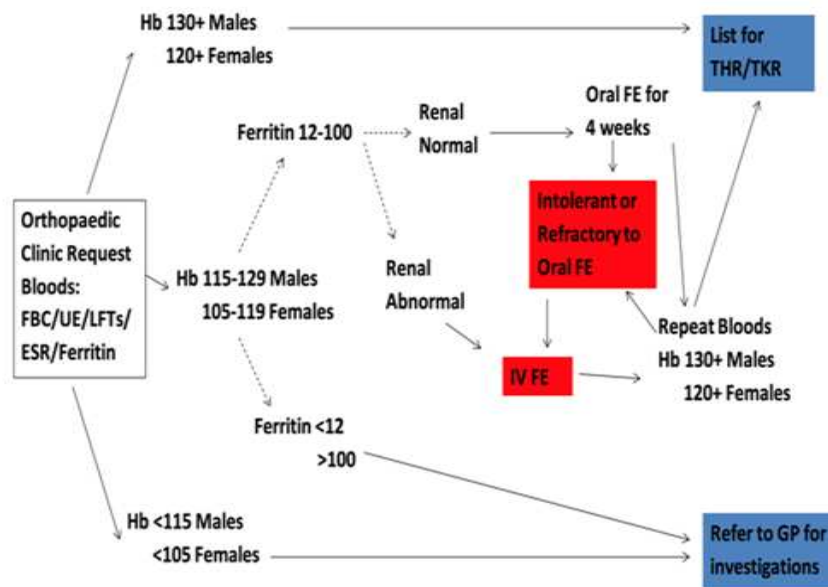 Hb 130+ Males
120+ Females
List for
THR/TKR
Ferritin 12-100
Renal
Normal
Oral FE for
4 weeks
Orthopaedic
Clinic Request
Bloods:
FBC/UE/LFTs/
ESR/Ferritin
Hb 115-129 Males
105-119 Females
Renal
Abnormal
Intolerant or
Refractory to
Oral FE
IV FE
Repeat Bloods
Hb 130+ Males
120+ Females
Ferritin <12
>100
Hb <115 Males
<105 Females
Refer to GP for
investigations